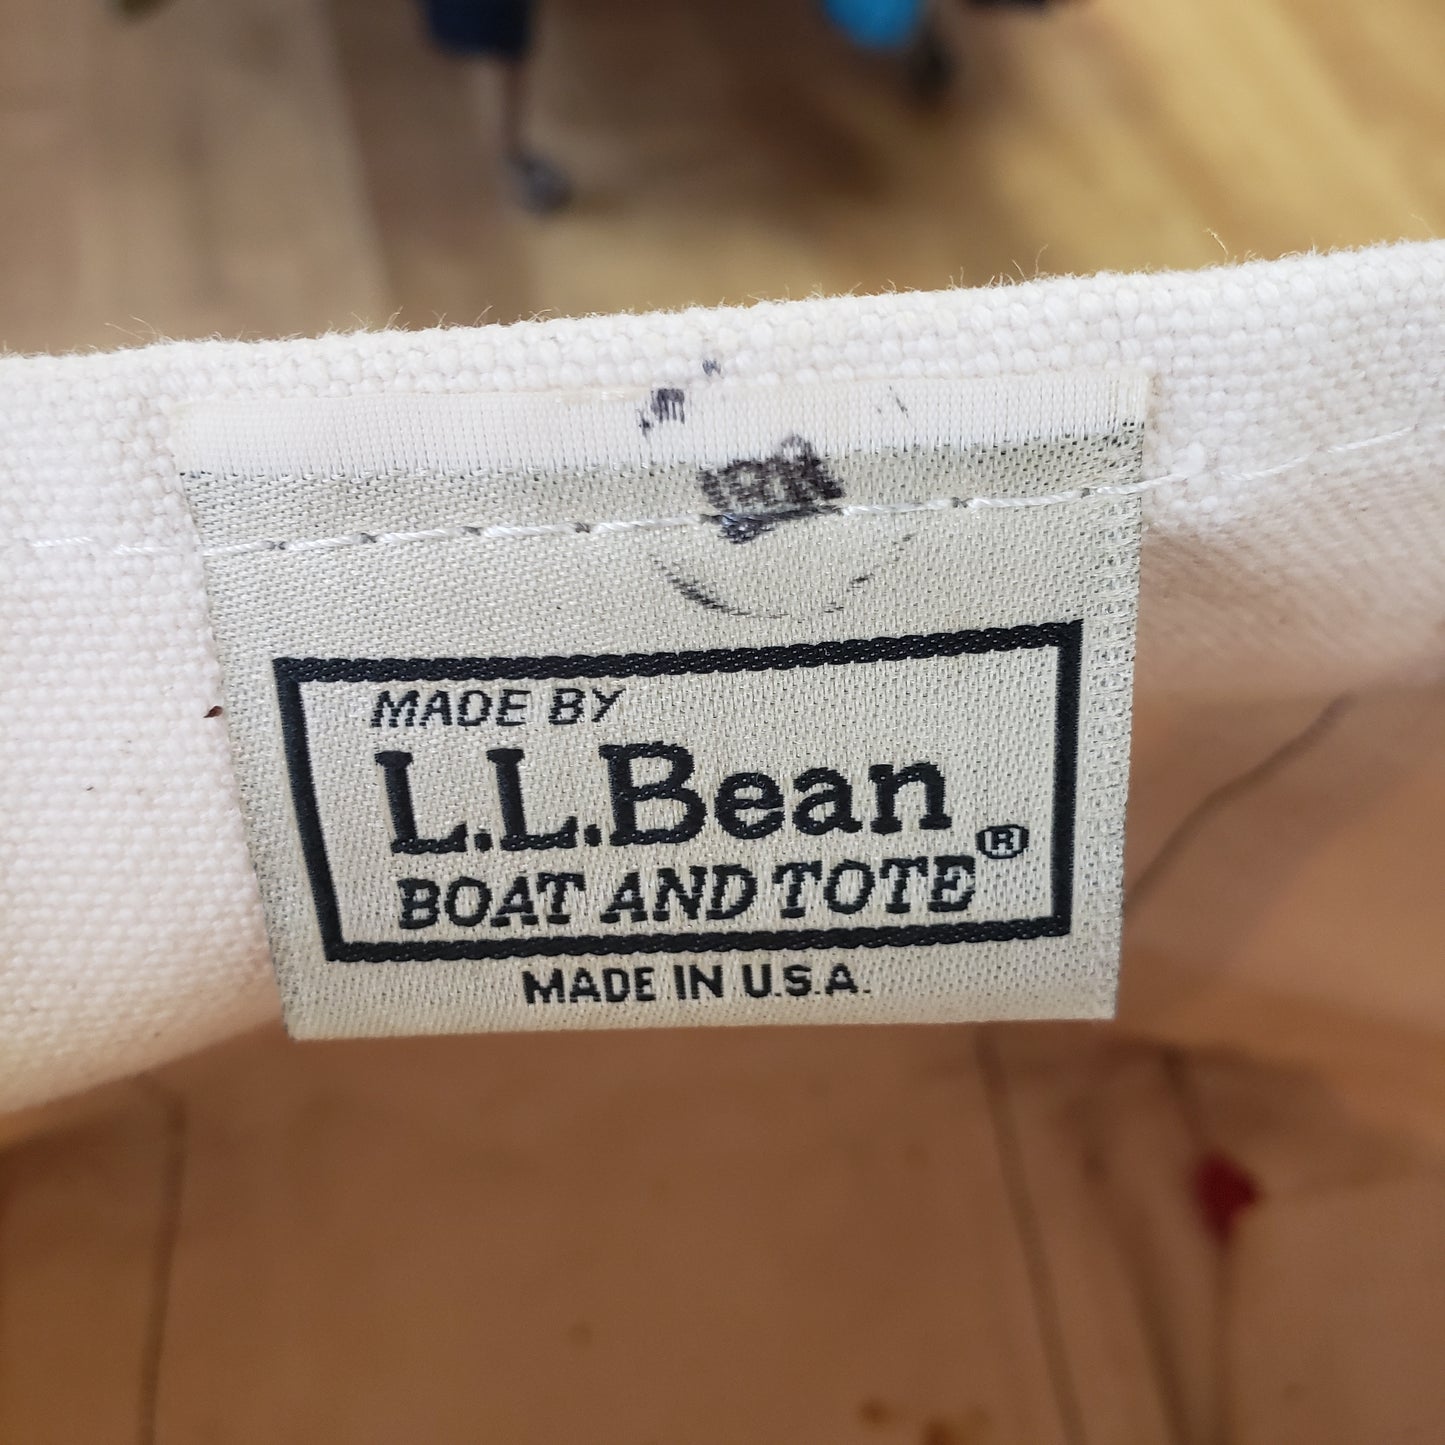 MADE BY
L.L.Bean
BOAT AND TOTE®
MADE IN U.S.A.